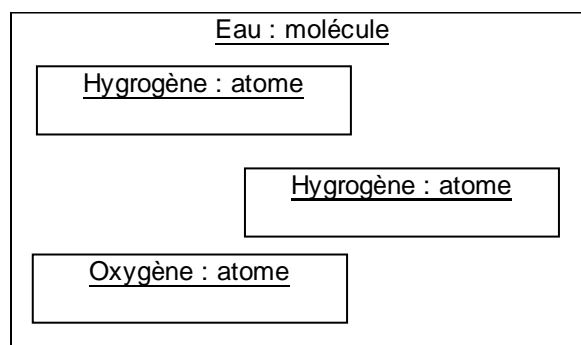 Eau : molécule
Hygrogène : atome
Hygrogène : atome
Oxygène : atome